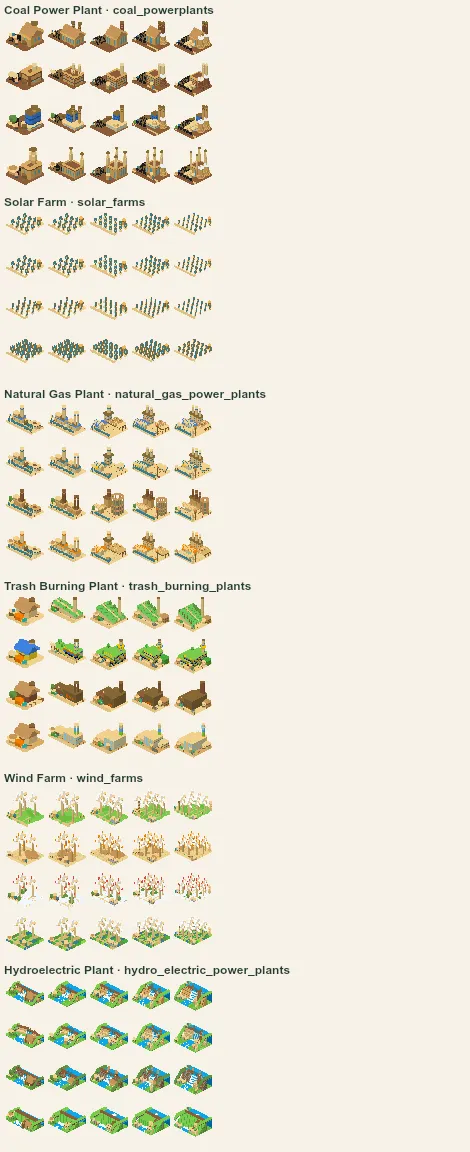 Coal Power Plant · coal_powerplants
Solar Farm · solar_farms
Natural Gas Plant · natural_gas_power_plants
Trash Burning Plant · trash_burning_plants
Wind Farm · wind_farms
Hydroelectric Plant · hydro_electric_power_plants